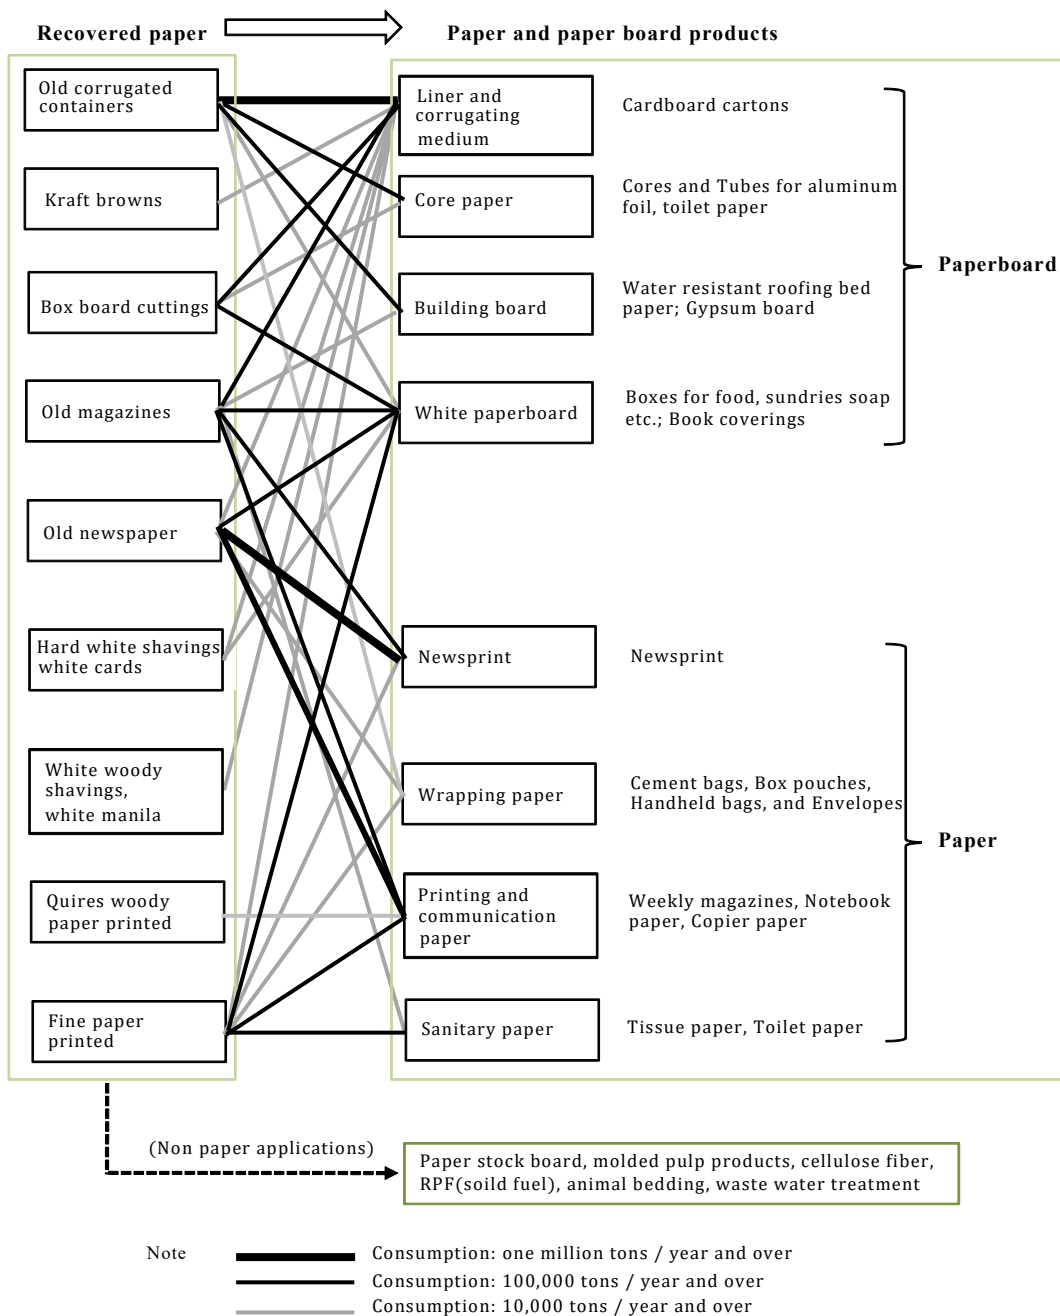 Recovered paper
Paper and paper board products
Old corrugated
containers
Liner and
corrugating
medium
Cardboard cartons
Kraft browns
Core paper
Cores and Tubes for aluminum
foil, toilet paper
Paperboard
Box board cuttings
Building board
Water resistant roofing bed
paper; Gypsum board
Old magazines
White paperboard
Boxes for food, sundries soap
etc.; Book coverings
Old newspaper
Hard white shavings
white cards
Newsprint
Newsprint
White woody
shavings,
white manila
Wrapping paper
Cement bags, Box pouches,
Handheld bags, and Envelopes
Paper
Quires woody
paper printed
Printing and
communication
paper
Weekly magazines, Notebook
paper, Copier paper
Fine paper
printed
Sanitary paper
Tissue paper, Toilet paper
(Non paper applications)
Paper stock board, molded pulp products, cellulose fiber,
RPF(soild fuel), animal bedding, waste water treatment
Note
Consumption: one million tons / year and over
Consumption: 100,000 tons / year and over
Consumption: 10,000 tons / year and over